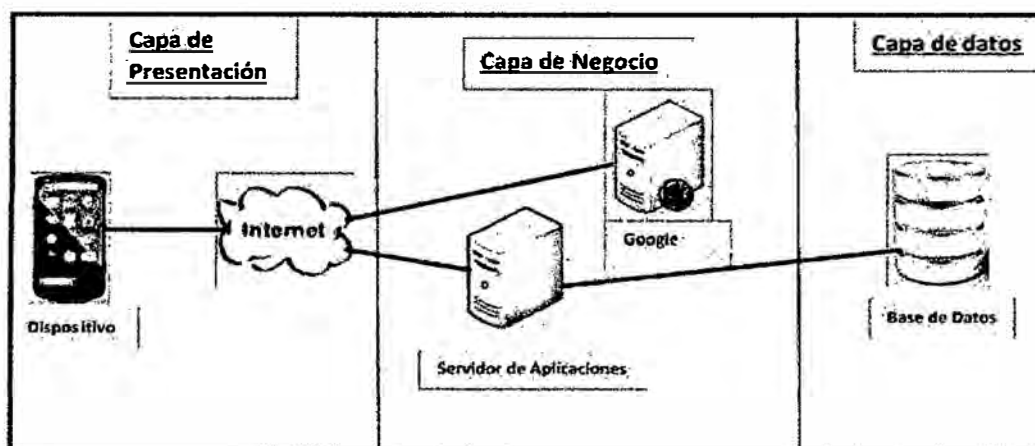 Capa de
Presentación
Capa de Negocio
Capa de datos
Internet
Google
Dispositivo
Base de Datos
Servidor de Aplicaciones